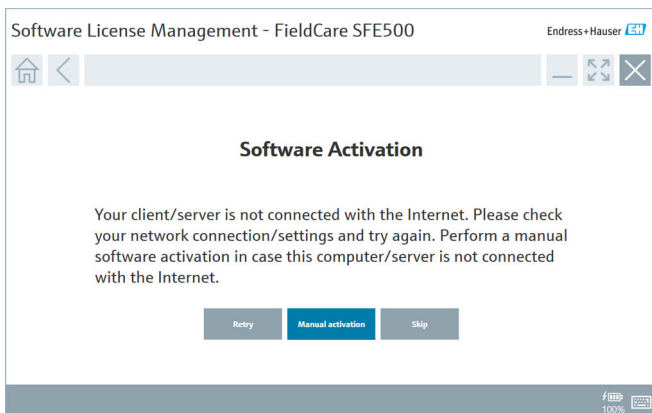 Software License Management - FieldCare SFE500
Endress+Hauser EH
Software Activation
Your client/server is not connected with the Internet. Please check
your network connection/settings and try again. Perform a manual
software activation in case this computer/server is not connected
with the Internet.
Retry
Manual activation
Skip
100%